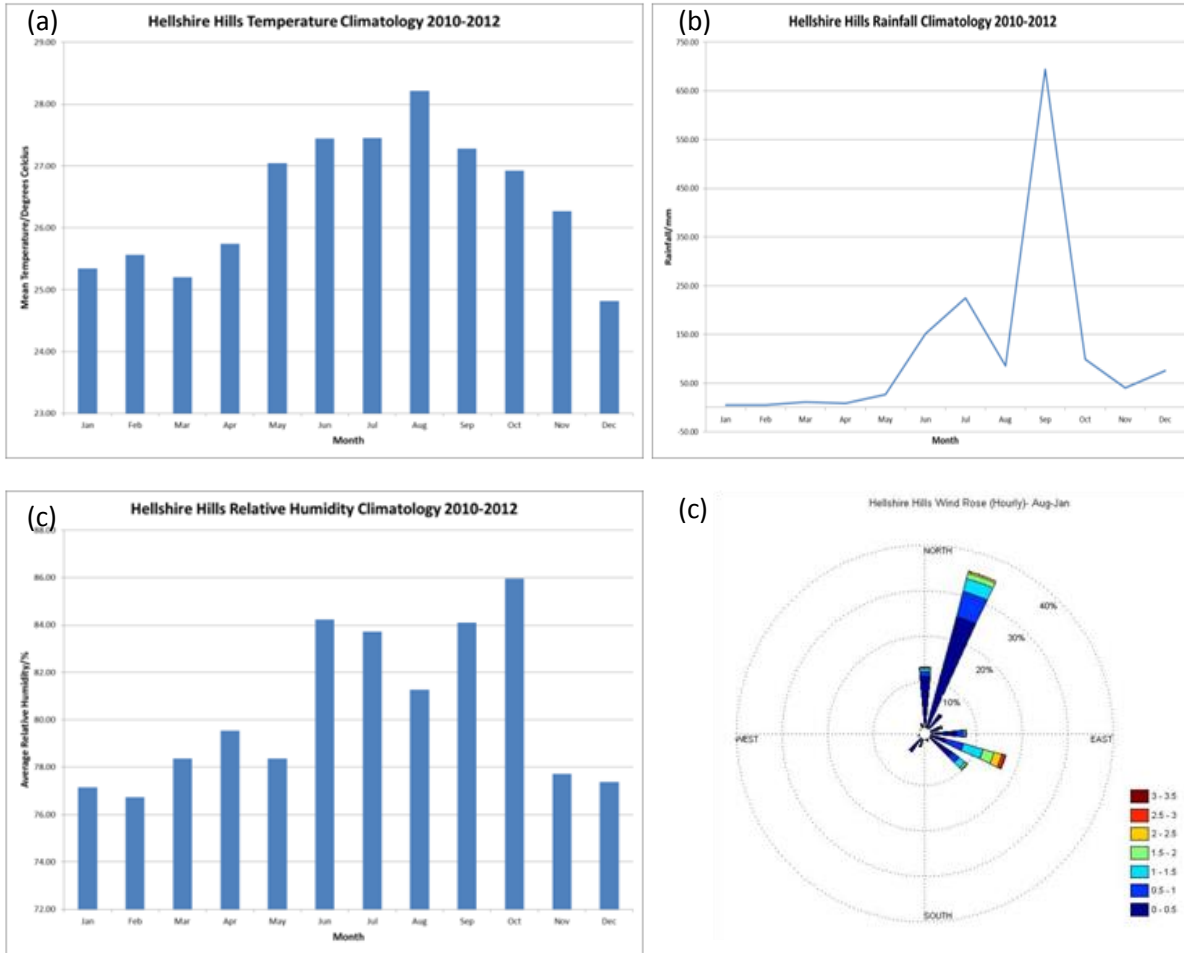 (a)
Hellshire Hills Temperature Climatology 2010-2012
29.00
28.00
27.00
26.00
25.00
24.00
23.00
Mean Temperature/Degrees Celcius
Jan Feb Mar Apr May Jun Jul Aug Sep Oct Nov Dec
Month
(b)
Hellshire Hills Rainfall Climatology 2010-2012
750.00
650.00
550.00
450.00
350.00
250.00
150.00
50.00
-50.00
Rainfall/mm
Jan Feb Mar Apr May Jun Jul Aug Sep Oct Nov Dec
Month
(c)
Hellshire Hills Relative Humidity Climatology 2010-2012
88.00
86.00
84.00
82.00
80.00
78.00
76.00
74.00
72.00
Average Relative Humidity/%
Jan Feb Mar Apr May Jun Jul Aug Sep Oct Nov Dec
Month
(c)
Hellshire Hills Wind Rose (Hourly)- Aug-Jan
NORTH
40%
30%
20%
10%
WEST
EAST
SOUTH
3 - 3.5
2.5 - 3
2 - 2.5
1.5 - 2
1 - 1.5
0.5 - 1
0 - 0.5